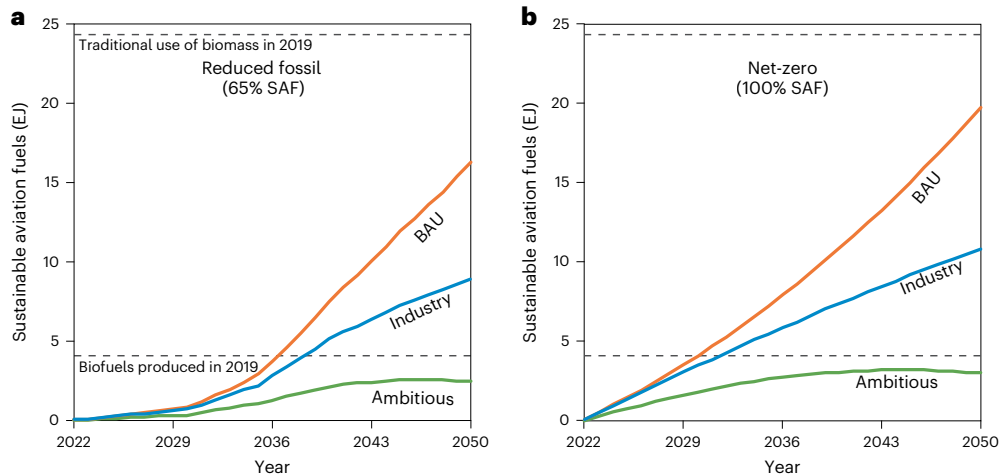 a
25
20
15
10
5
0
Sustainable aviation fuels (EJ)
Traditional use of biomass in 2019
Reduced fossil
(65% SAF)
BAU
Industry
Biofuels produced in 2019
Ambitious
2022
2029
2036
2043
2050
Year
b
25
20
15
10
5
0
Sustainable aviation fuels (EJ)
Net-zero
(100% SAF)
BAU
Industry
Ambitious
2022
2029
2036
2043
2050
Year